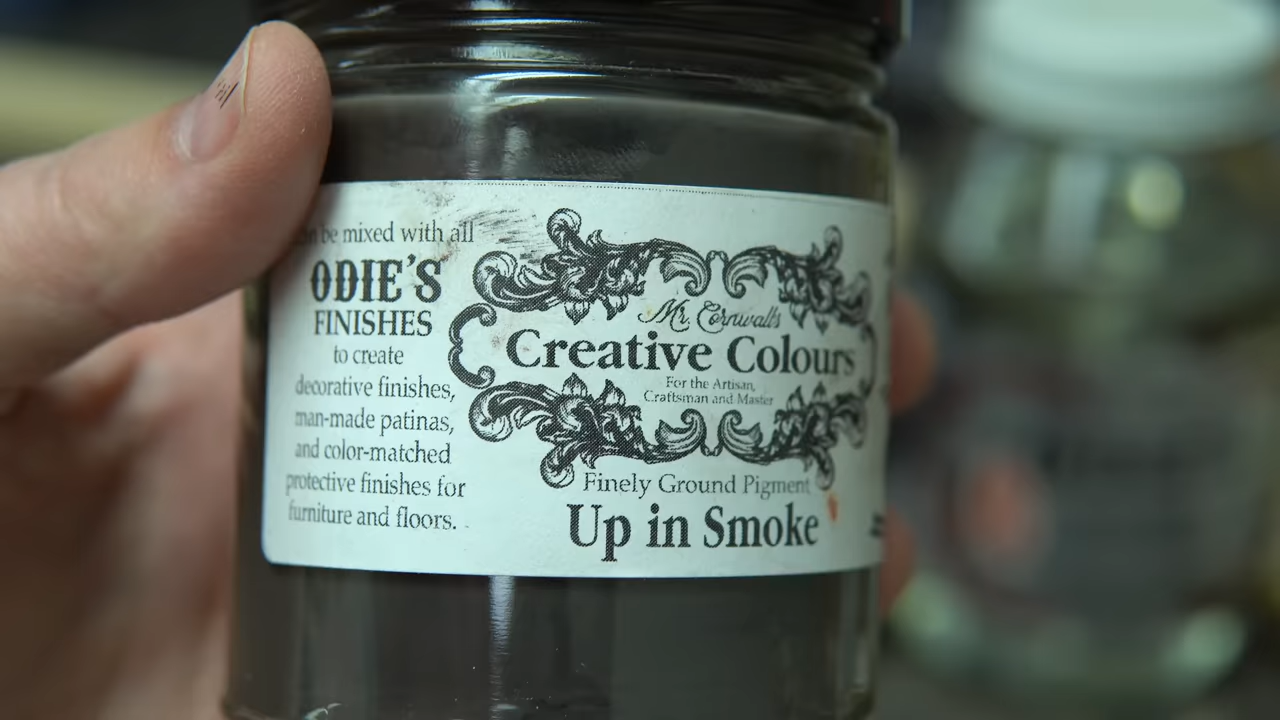 be mixed with all
ODIE'S
FINISHES
to create
decorative finishes,
man-made patinas,
and color-matched
protective finishes for
furniture and floors.
Mr. Cornwall's
Creative Colours
For the Artisan,
Craftsman and Master
Finely Ground Pigment
Up in Smoke